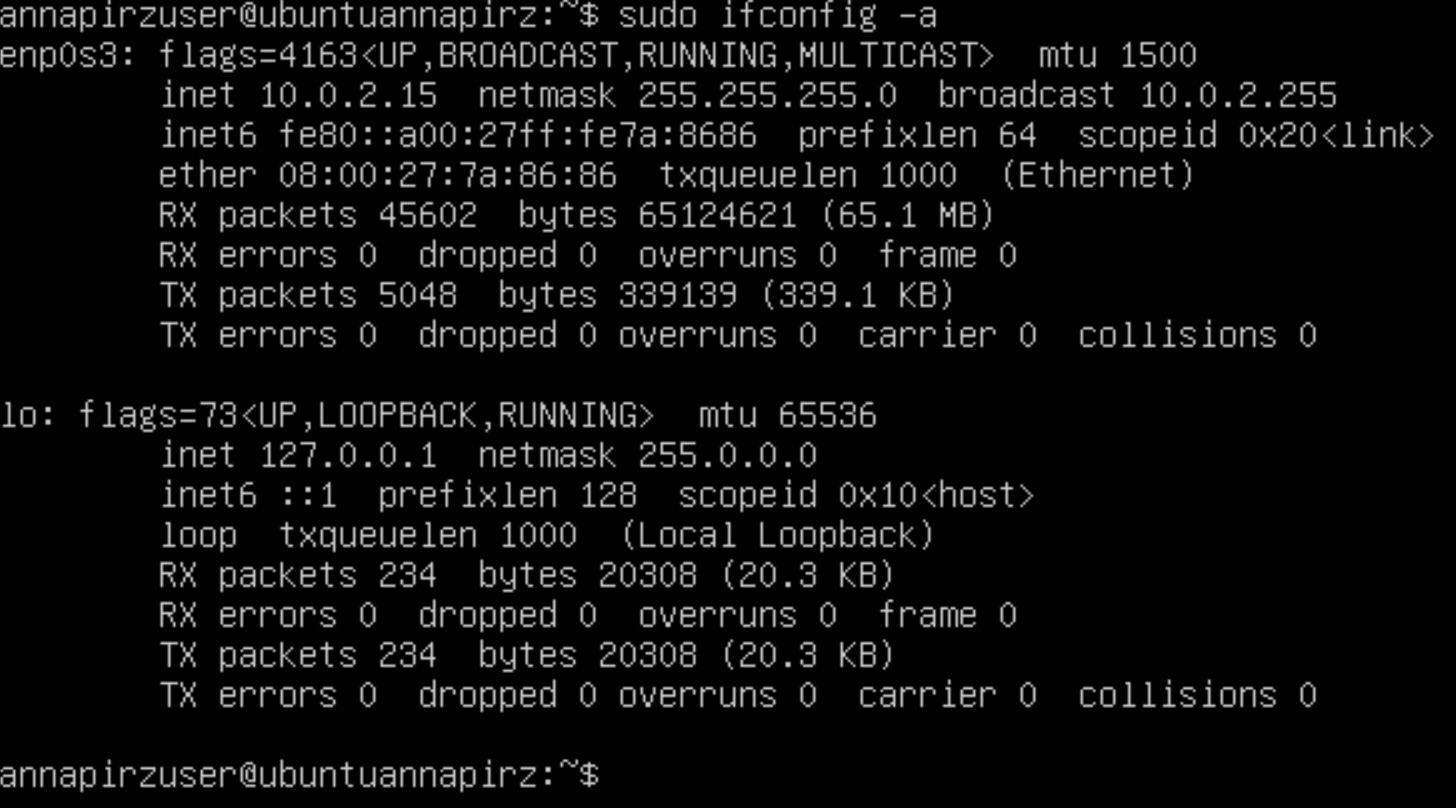 annapirzuser@ubuntuannapirz:~$ sudo ifconfig -a
enp0s3: flags=4163<UP,BROADCAST,RUNNING,MULTICAST>  mtu 1500
        inet 10.0.2.15  netmask 255.255.255.0  broadcast 10.0.2.255
        inet6 fe80::a00:27ff:fe7a:8686  prefixlen 64  scopeid 0x20<link>
        ether 08:00:27:7a:86:86  txqueuelen 1000  (Ethernet)
        RX packets 45602  bytes 65124621 (65.1 MB)
        RX errors 0  dropped 0  overruns 0  frame 0
        TX packets 5048  bytes 339139 (339.1 KB)
        TX errors 0  dropped 0 overruns 0  carrier 0  collisions 0

lo: flags=73<UP,LOOPBACK,RUNNING>  mtu 65536
        inet 127.0.0.1  netmask 255.0.0.0
        inet6 ::1  prefixlen 128  scopeid 0x10<host>
        loop  txqueuelen 1000  (Local Loopback)
        RX packets 234  bytes 20308 (20.3 KB)
        RX errors 0  dropped 0  overruns 0  frame 0
        TX packets 234  bytes 20308 (20.3 KB)
        TX errors 0  dropped 0 overruns 0  carrier 0  collisions 0

annapirzuser@ubuntuannapirz:~$